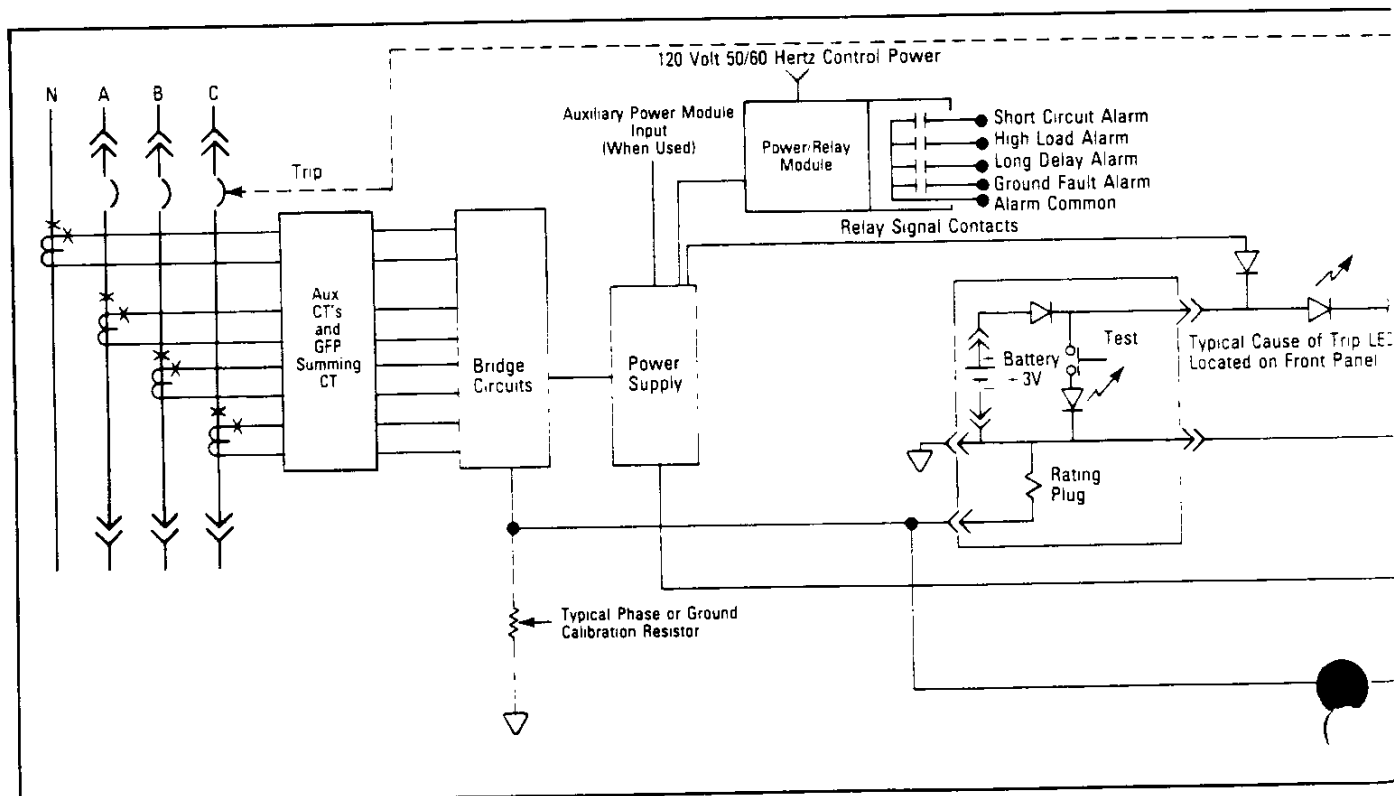 120 Volt 50/60 Hertz Control Power
N A B C
Trip
Auxiliary Power Module
Input
(When Used)
Power/Relay
Module
Short Circuit Alarm
High Load Alarm
Long Delay Alarm
Ground Fault Alarm
Alarm Common
Relay Signal Contacts
Aux
CT's
and
GFP
Summing
CT
Bridge
Circuits
Power
Supply
Battery
3V
Test
Typical Cause of Trip
Located on Front Panel
Rating
Plug
Typical Phase or Ground
Calibration Resistor